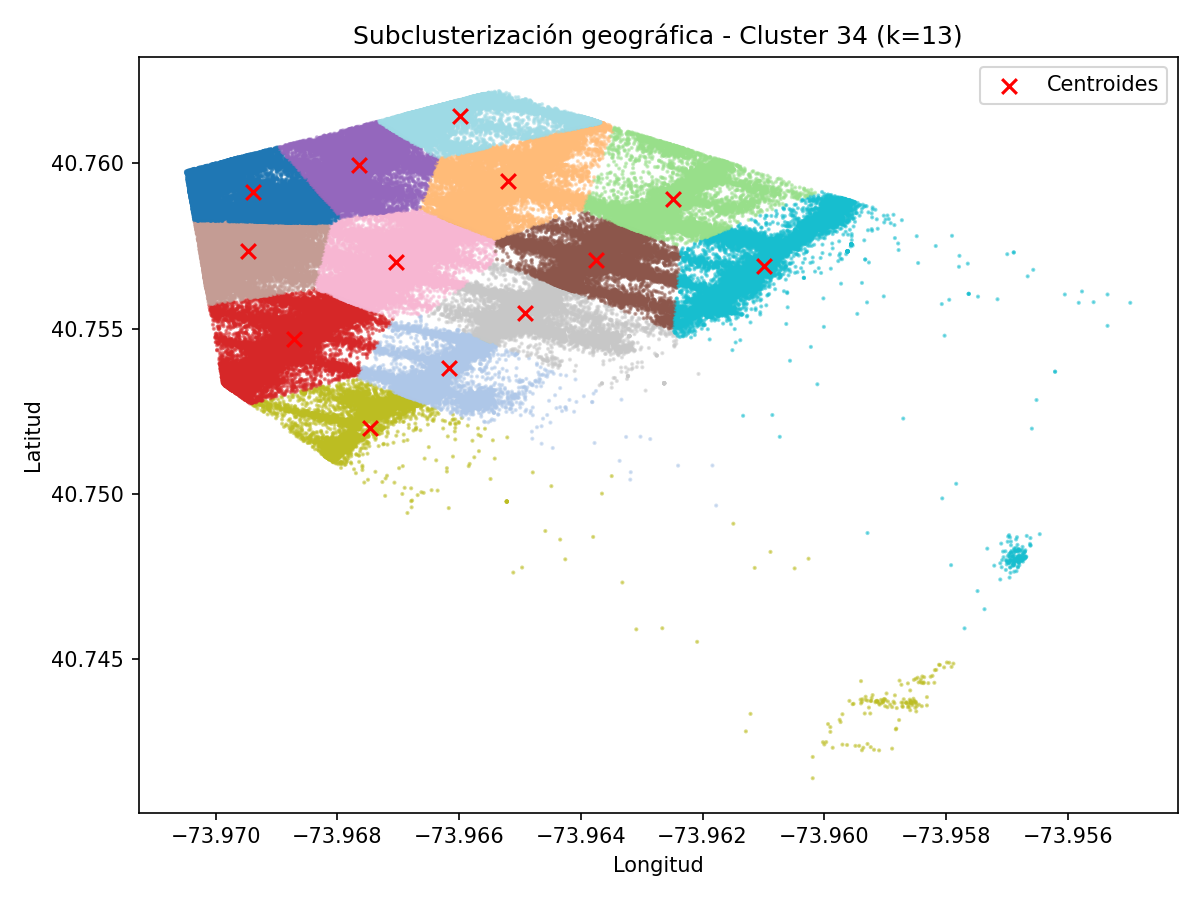 Subclusterización geográfica - Cluster 34 (k=13)
Centroides
40.760
40.755
40.750
40.745
Latitud
−73.970 −73.968 −73.966 −73.964 −73.962 −73.960 −73.958 −73.956
Longitud